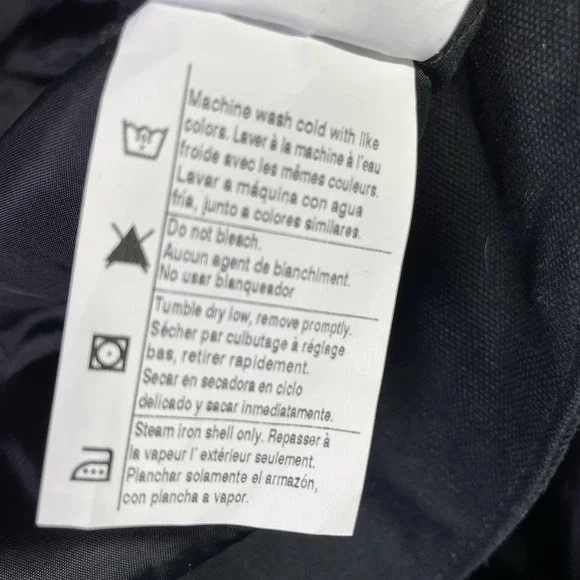 Machine wash cold with like
colors. Laver à la machine à l'eau
froide avec les mêmes couleurs.
Lavar a máquina con agua
fría, junto a colores similares.
Do not bleach.
Aucun agent de blanchiment.
No usar blanqueador
Tumble dry low, remove promptly.
Sécher par culbutage à réglage
bas, retirer rapidement.
Secar en secadora en ciclo
delicado y sacar inmediatamente.
Steam iron shell only. Repasser à
la vapeur l' extérieur seulement.
Planchar solamente el armazón,
con plancha a vapor.